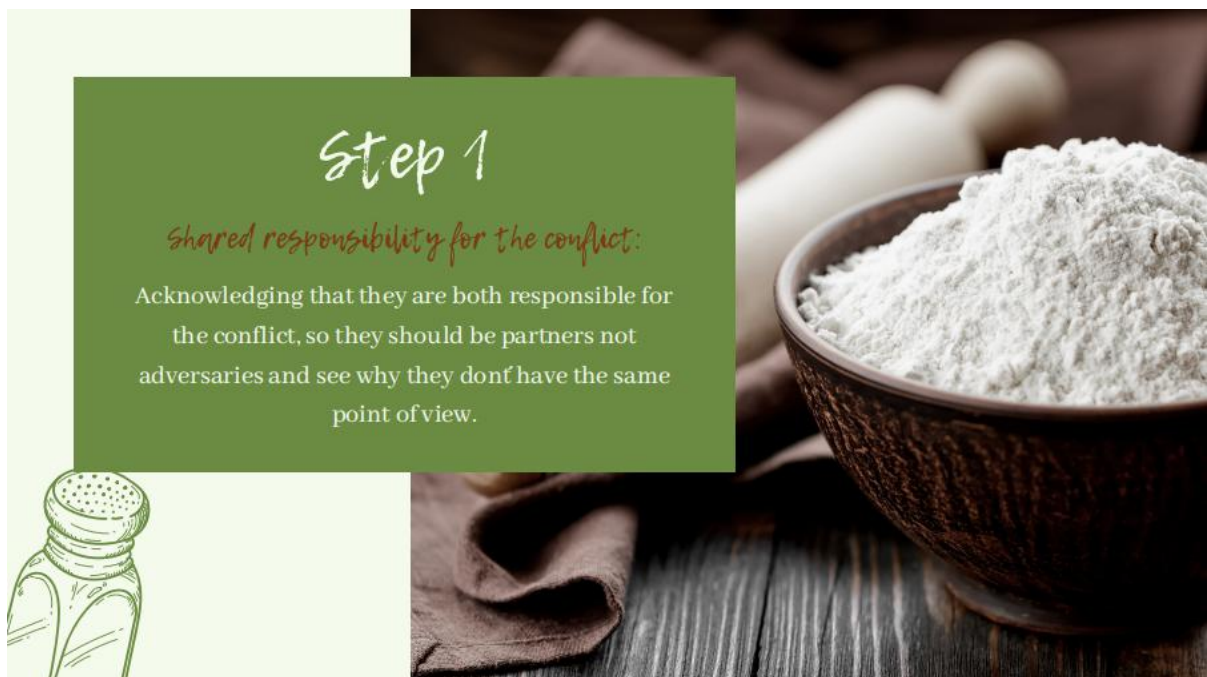 Step 1
Shared responsibility for the conflict:
Acknowledging that they are both responsible for
the conflict, so they should be partners not
adversaries and see why they dont' have the same
point of view.